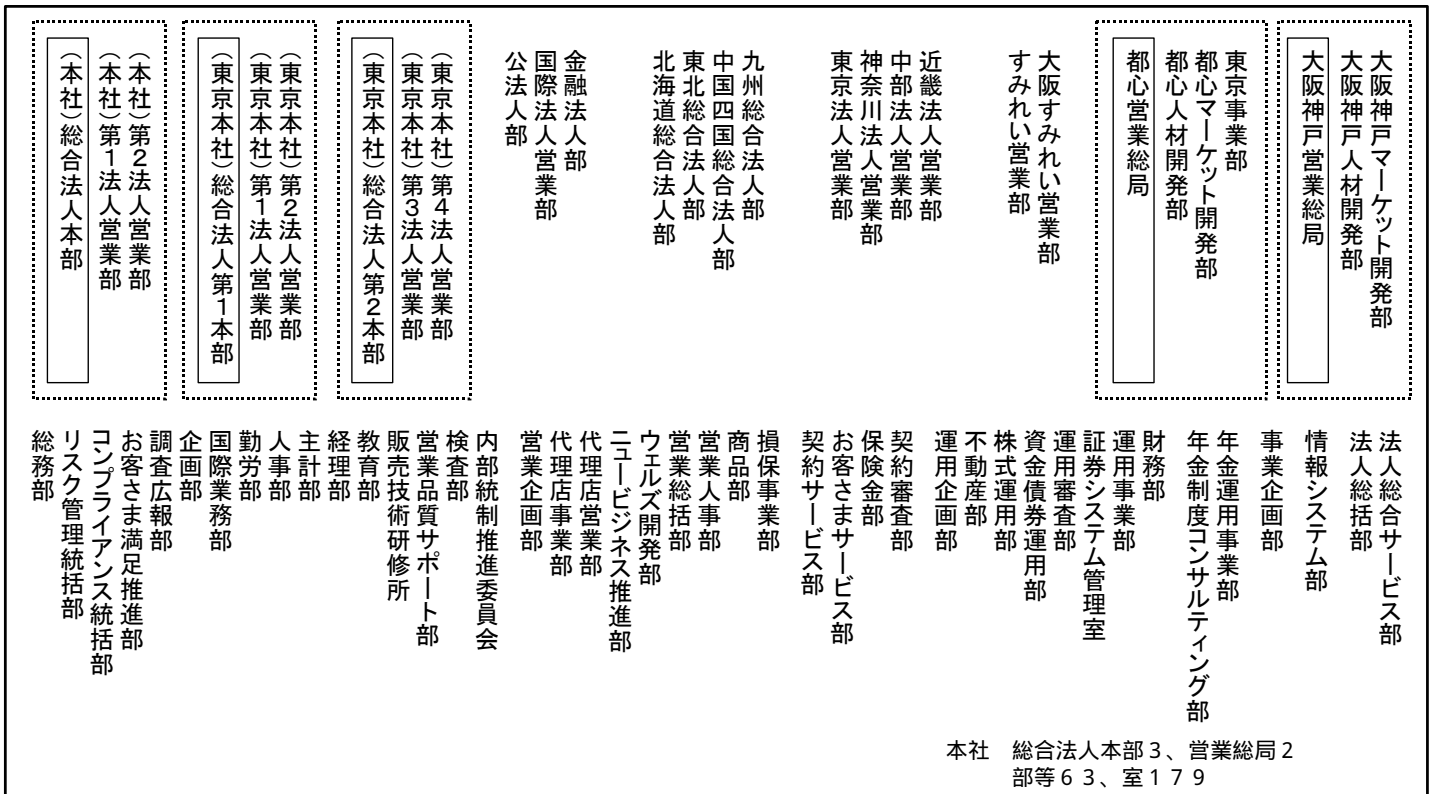 大阪神戸マーケット開発部
大阪神戸人材開発部
大阪神戸営業総局
東京事業部
都心マーケット開発部
都心人材開発部
都心営業総局
大阪すみれい営業部
すみれい営業部
近畿法人営業部
中部法人営業部
神奈川法人営業部
東京法人営業部
九州総合法人部
中国四国総合法人部
東北総合法人部
北海道総合法人部
金融法人部
国際法人営業部
公法人部
（東京本社）第４法人営業部
（東京本社）第３法人営業部
（東京本社）総合法人第２本部
（東京本社）第２法人営業部
（東京本社）第１法人営業部
（東京本社）総合法人第１本部
（本社）第２法人営業部
（本社）第１法人営業部
（本社）総合法人本部
法人総合サービス部
法人総括部
情報システム部
事業企画部
年金運用事業部
年金制度コンサルティング部
財務部
運用事業部
証券システム管理室
運用審査部
資金債券運用部
株式運用部
不動産部
運用企画部
契約審査部
保険金部
お客さまサービス部
契約サービス部
損保事業部
商品部
営業人事部
営業総括部
ウェルズ開発部
ニュービジネス推進部
代理店営業部
代理店事業部
営業企画部
内部統制推進委員会
検査部
営業品質サポート部
販売技術研修所
教育部
経理部
主計部
人事部
勤労部
国際業務部
企画部
調査広報部
お客さま満足推進部
コンプライアンス統括部
リスク管理統括部
総務部
本社　総合法人本部３、営業総局２
部等６３、室１７９